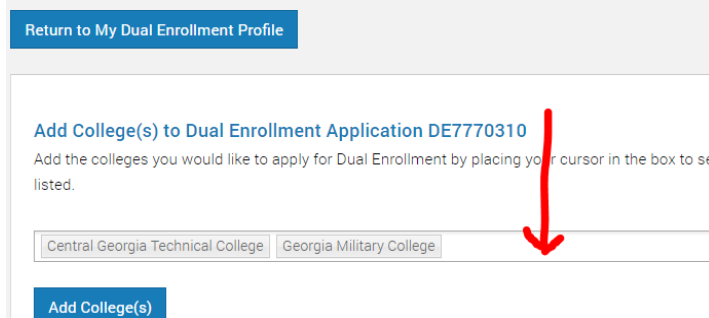 Return to My Dual Enrollment Profile
Add College(s) to Dual Enrollment Application DE7770310
Add the colleges you would like to apply for Dual Enrollment by placing your cursor in the box to se
listed.
Central Georgia Technical College Georgia Military College
Add College(s)